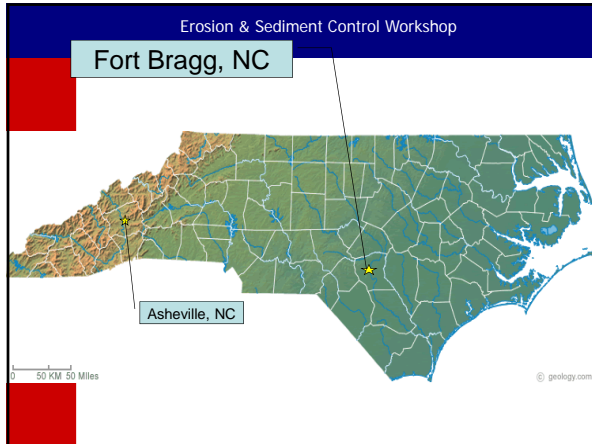 Erosion & Sediment Control Workshop
Fort Bragg, NC
Asheville, NC
0 50 KM 50 Miles
© geology.com